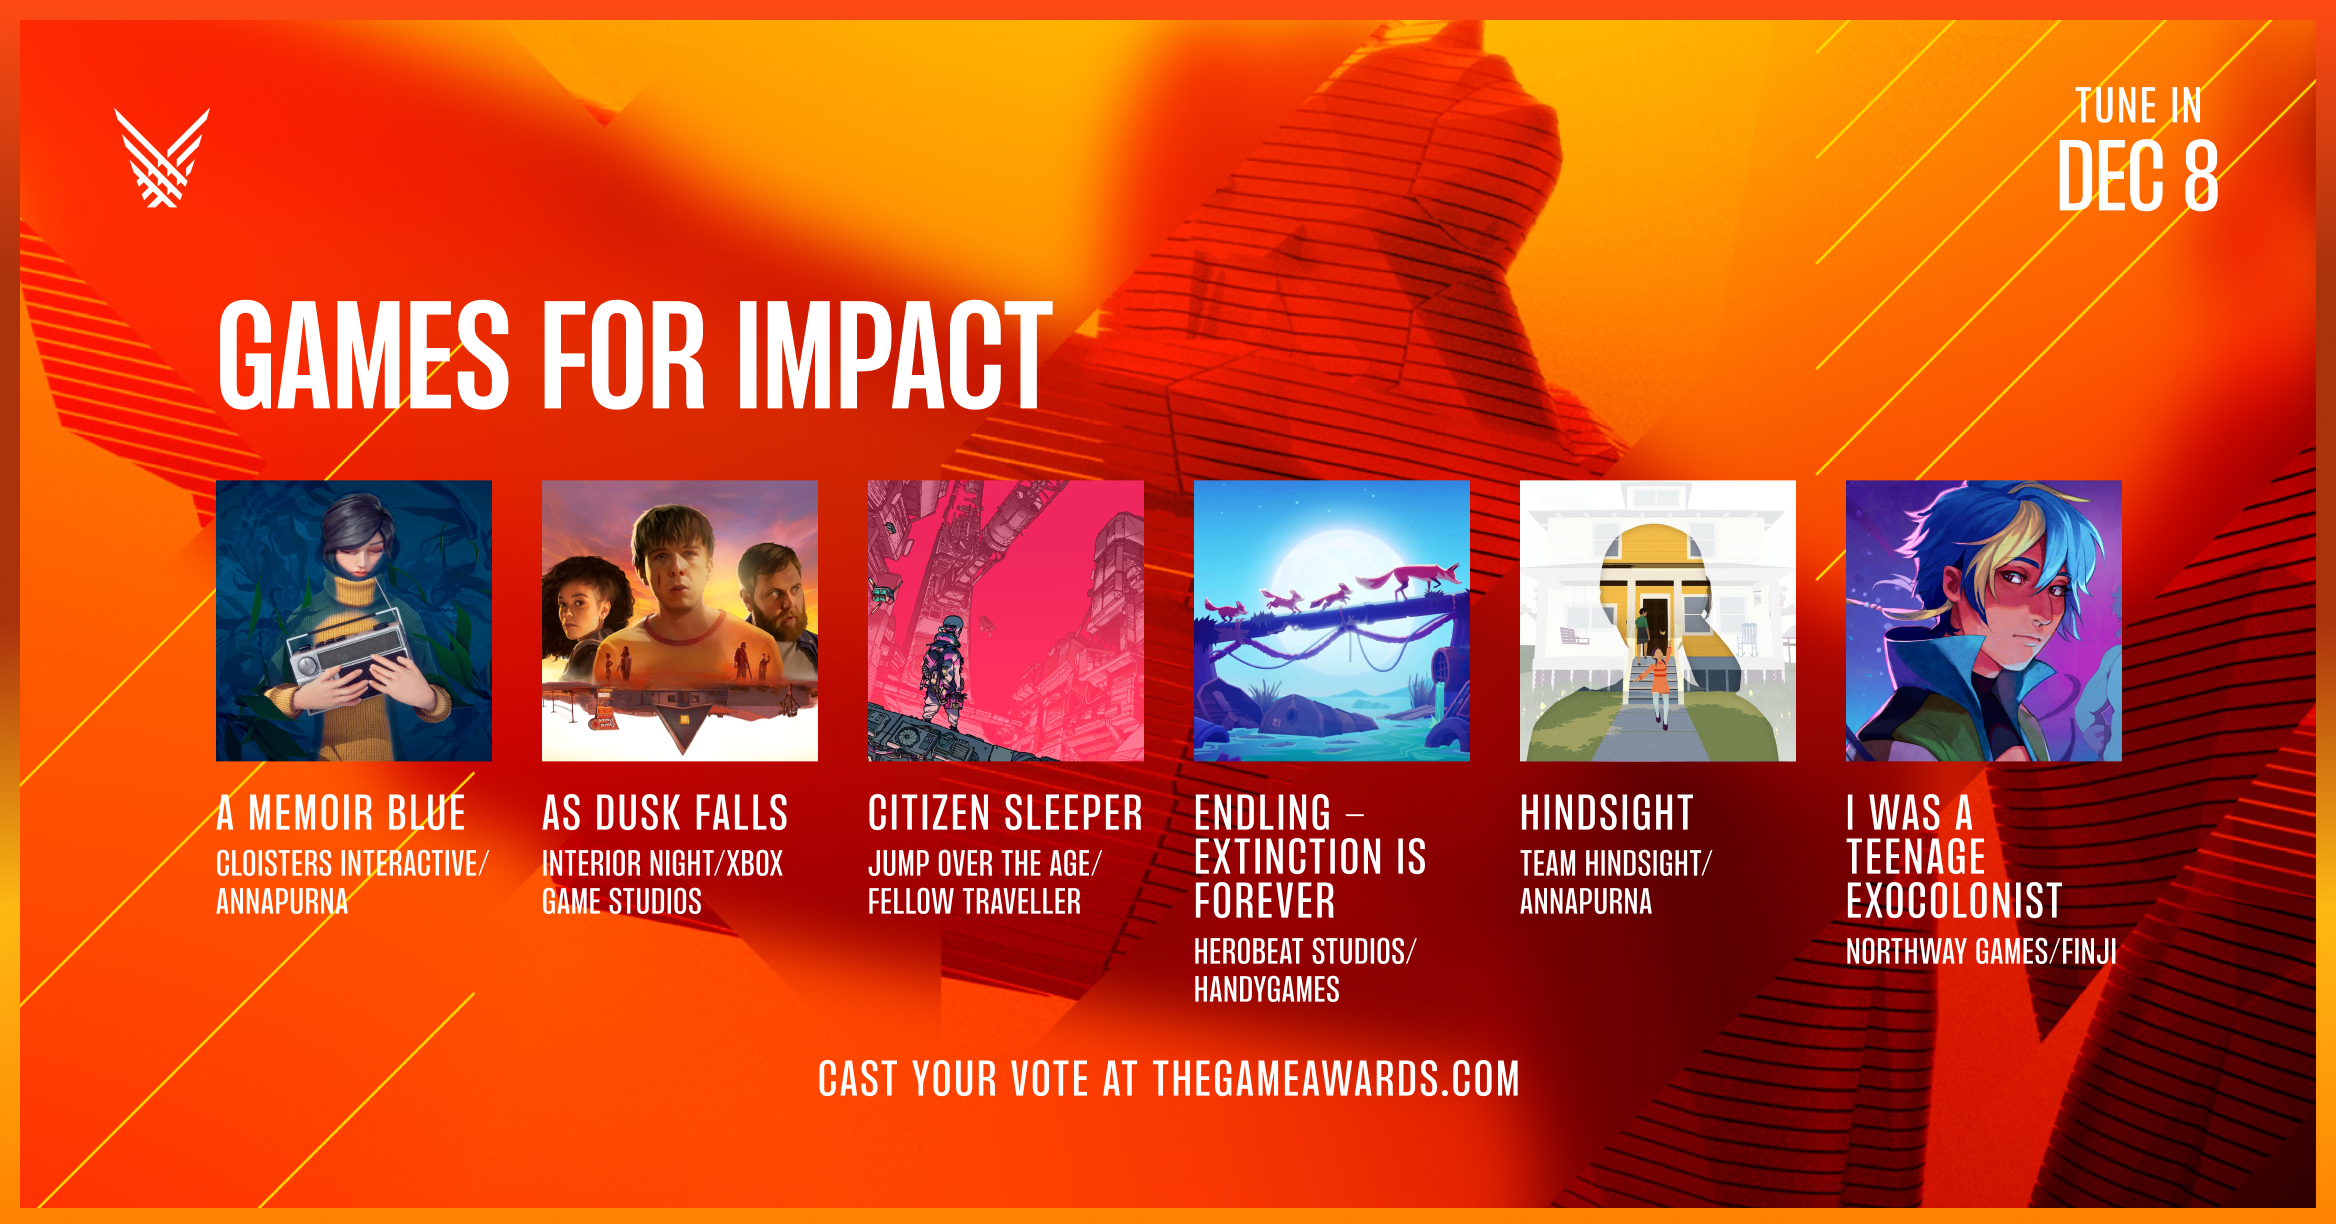 TUNE IN
DEC 8
GAMES FOR IMPACT
A MEMOIR BLUE
CLOISTERS INTERACTIVE/
ANNAPURNA
AS DUSK FALLS
INTERIOR NIGHT/XBOX
GAME STUDIOS
CITIZEN SLEEPER
JUMP OVER THE AGE/
FELLOW TRAVELLER
ENDLING –
EXTINCTION IS
FOREVER
HEROBEAT STUDIOS/
HANDYGAMES
HINDSIGHT
TEAM HINDSIGHT/
ANNAPURNA
I WAS A
TEENAGE
EXOCOLONIST
NORTHWAY GAMES/FINJI
CAST YOUR VOTE AT THEGAMEAWARDS.COM